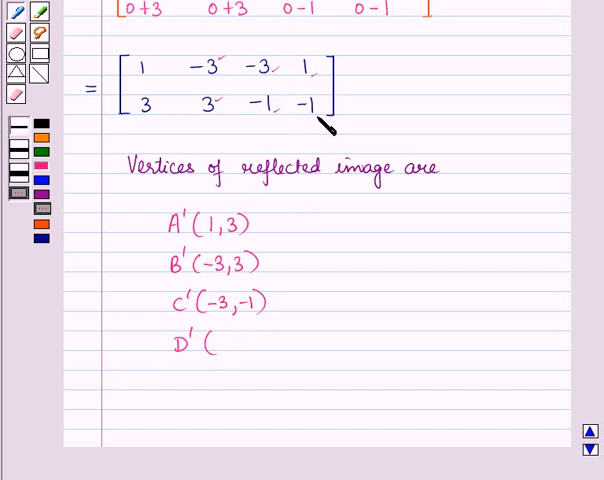 [ 0+3 0+3 0-1 0-1 ]
[ 1 -3 -3 1
= 3 3 -1 -1 ]
Vertices of reflected image are
A' (1,3)
B' (-3,3)
C' (-3,-1)
D' (